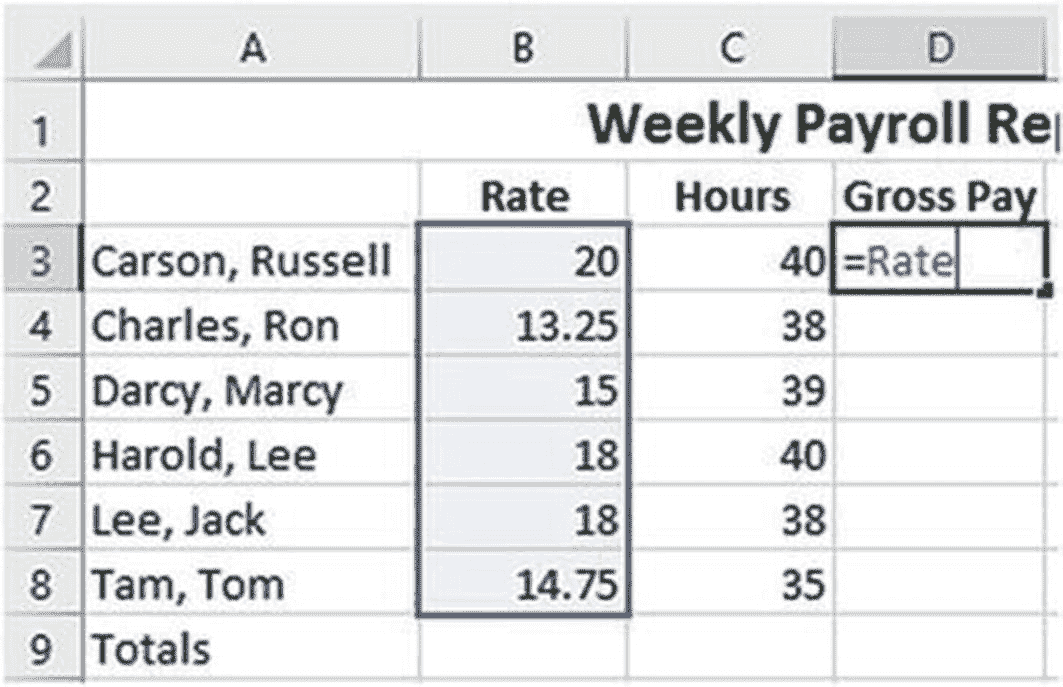 A B C D
1 Weekly Payroll Re
2 Rate Hours Gross Pay
3 Carson, Russell 20 40 =Rate
4 Charles, Ron 13.25 38
5 Darcy, Marcy 15 39
6 Harold, Lee 18 40
7 Lee, Jack 18 38
8 Tam, Tom 14.75 35
9 Totals